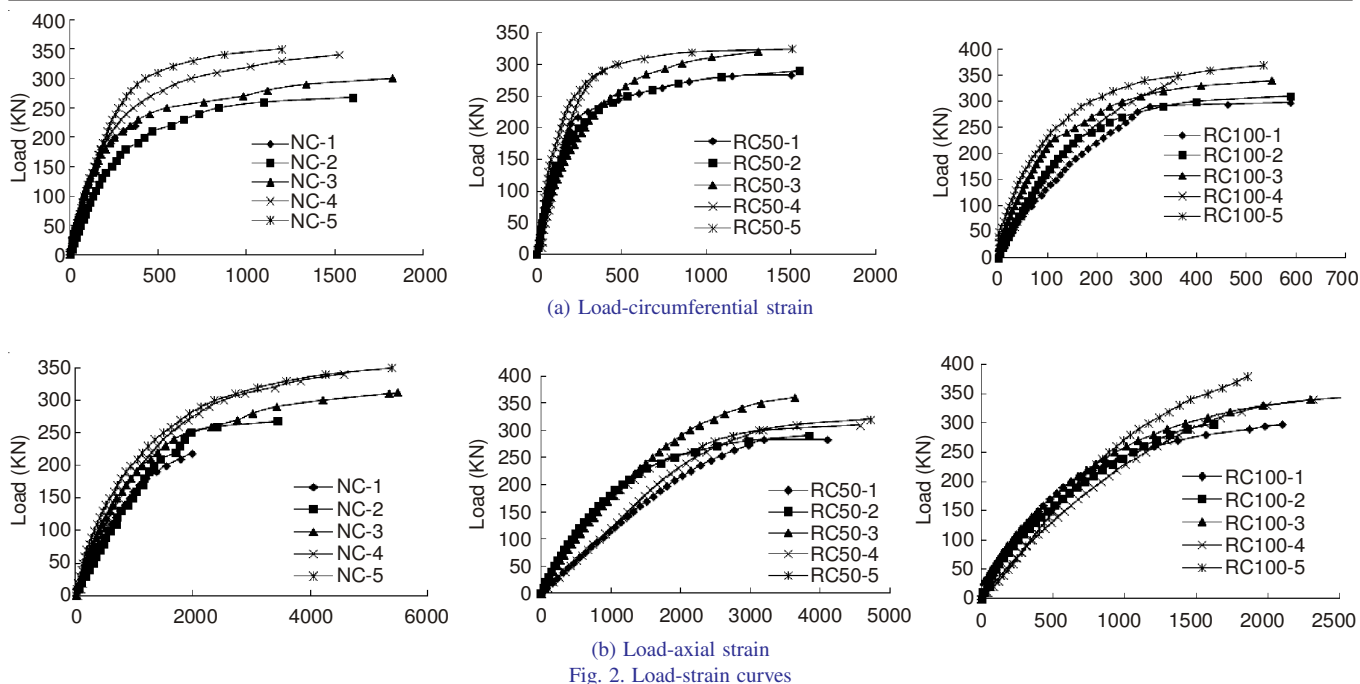 400
350
300
250
200
150
100
50
0
Load (KN)
0 500 1000 1500 2000
NC-1
NC-2
NC-3
NC-4
NC-5
350
300
250
200
150
100
50
0
Load (KN)
0 500 1000 1500 2000
RC50-1
RC50-2
RC50-3
RC50-4
RC50-5
400
350
300
250
200
150
100
50
0
Load (KN)
0 100 200 300 400 500 600 700
RC100-1
RC100-2
RC100-3
RC100-4
RC100-5
(a) Load-circumferential strain
350
300
250
200
150
100
50
0
Load (KN)
0 2000 4000 6000
NC-1
NC-2
NC-3
NC-4
NC-5
400
350
300
250
200
150
100
50
0
Load (KN)
0 1000 2000 3000 4000 5000
RC50-1
RC50-2
RC50-3
RC50-4
RC50-5
400
350
300
250
200
150
100
50
0
Load (KN)
0 500 1000 1500 2000 2500
RC100-1
RC100-2
RC100-3
RC100-4
RC100-5
(b) Load-axial strain
Fig. 2. Load-strain curves